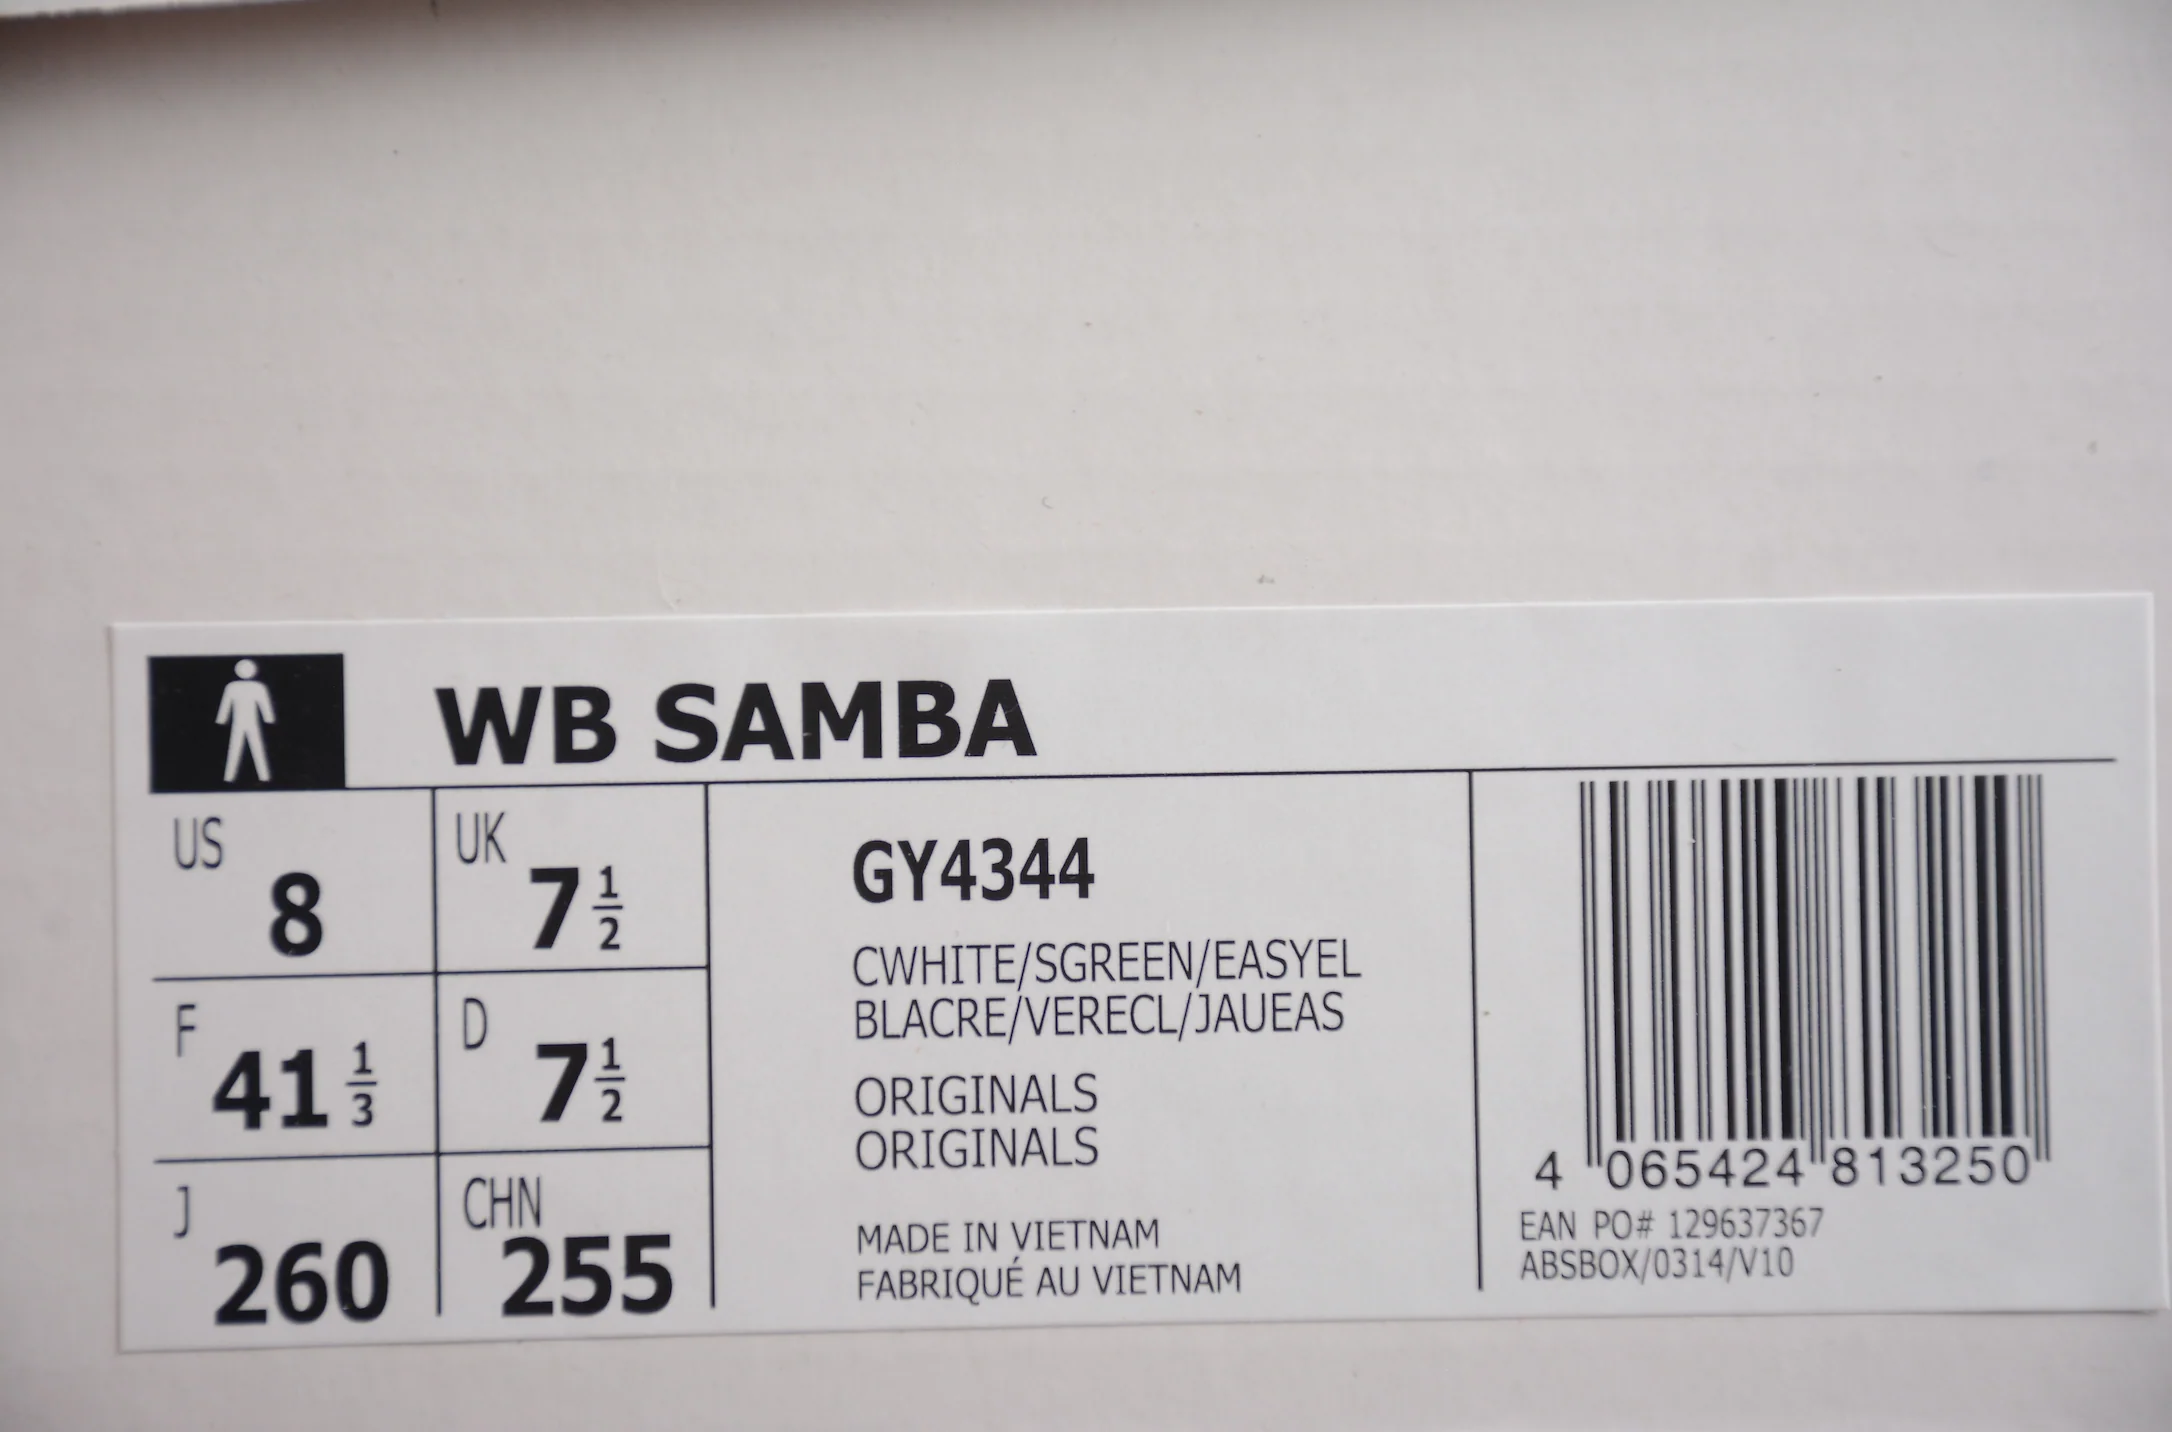 WB SAMBA
US 8
UK 7 1/2
F 41 1/3
D 7 1/2
J 260
CHN 255
GY4344
CWHITE/SGREEN/EASYEL
BLACRE/VERECL/JAUEAS
ORIGINALS
ORIGINALS
MADE IN VIETNAM
FABRIQUÉ AU VIETNAM
4 065424 813250
EAN PO# 129637367
ABSBOX/0314/V10